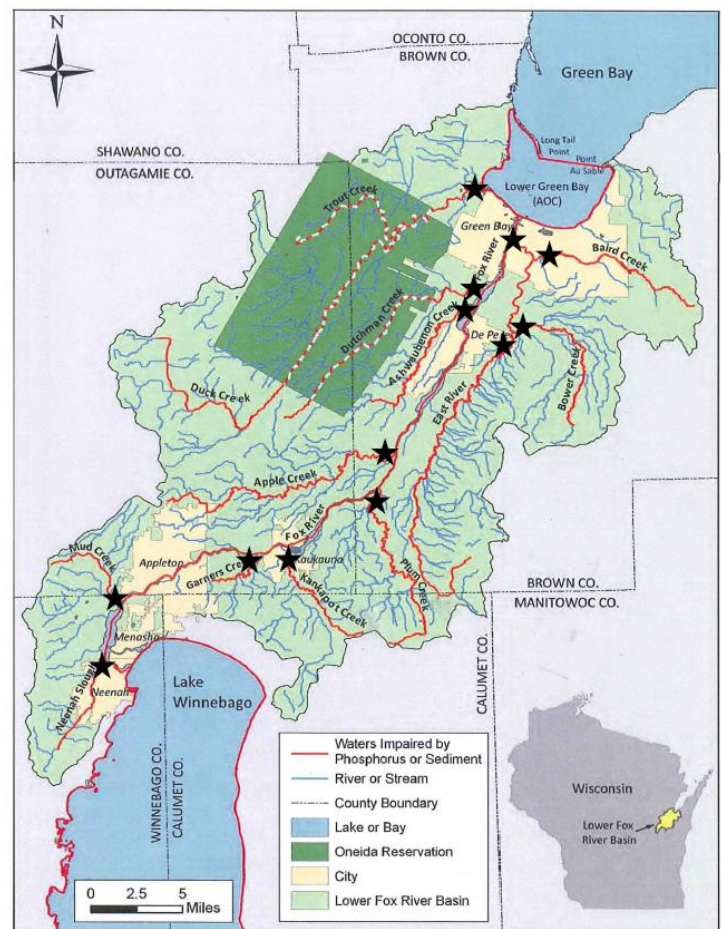 N
OCONTO CO.
BROWN CO.
Green Bay
SHAWANO CO.
OUTAGAMIE CO.
Long Tail
Point
Point
Au Sable
Lower Green Bay
(AOC)
Trout Creek
Green Bay
Fox River
Baird Creek
Dutchman Creek
Ashwaubenon Creek
De Pere
East River
Bower Creek
Duck Creek
Apple Creek
Fox River
Mud Creek
Appleton
Garners Creek
Kaukauna
Kankapot Creek
Plum Creek
BROWN CO.
MANITOWOC CO.
Menasha
Neenah Slough
Neenah
Lake
Winnebago
CALUMET CO.
WINNEBAGO CO.
CALUMET CO.
Waters Impaired by
Phosphorus or Sediment
River or Stream
County Boundary
Lake or Bay
Oneida Reservation
City
Lower Fox River Basin
Wisconsin
Lower Fox
River Basin
0 2.5 5
Miles